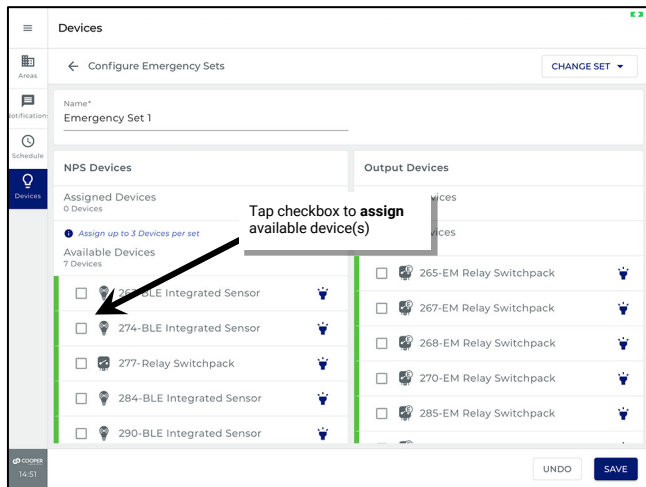 Devices
Areas
Configure Emergency Sets
CHANGE SET
Notification
Schedule
Devices
Name*
Emergency Set 1
NPS Devices
Assigned Devices
0 Devices
Assign up to 3 Devices per set
Available Devices
7 Devices
BLE Integrated Sensor
274-BLE Integrated Sensor
277-Relay Switchpack
284-BLE Integrated Sensor
290-BLE Integrated Sensor
Tap checkbox to assign
available device(s)
Output Devices
265-EM Relay Switchpack
267-EM Relay Switchpack
268-EM Relay Switchpack
270-EM Relay Switchpack
285-EM Relay Switchpack
COOPER
14:51
UNDO
SAVE